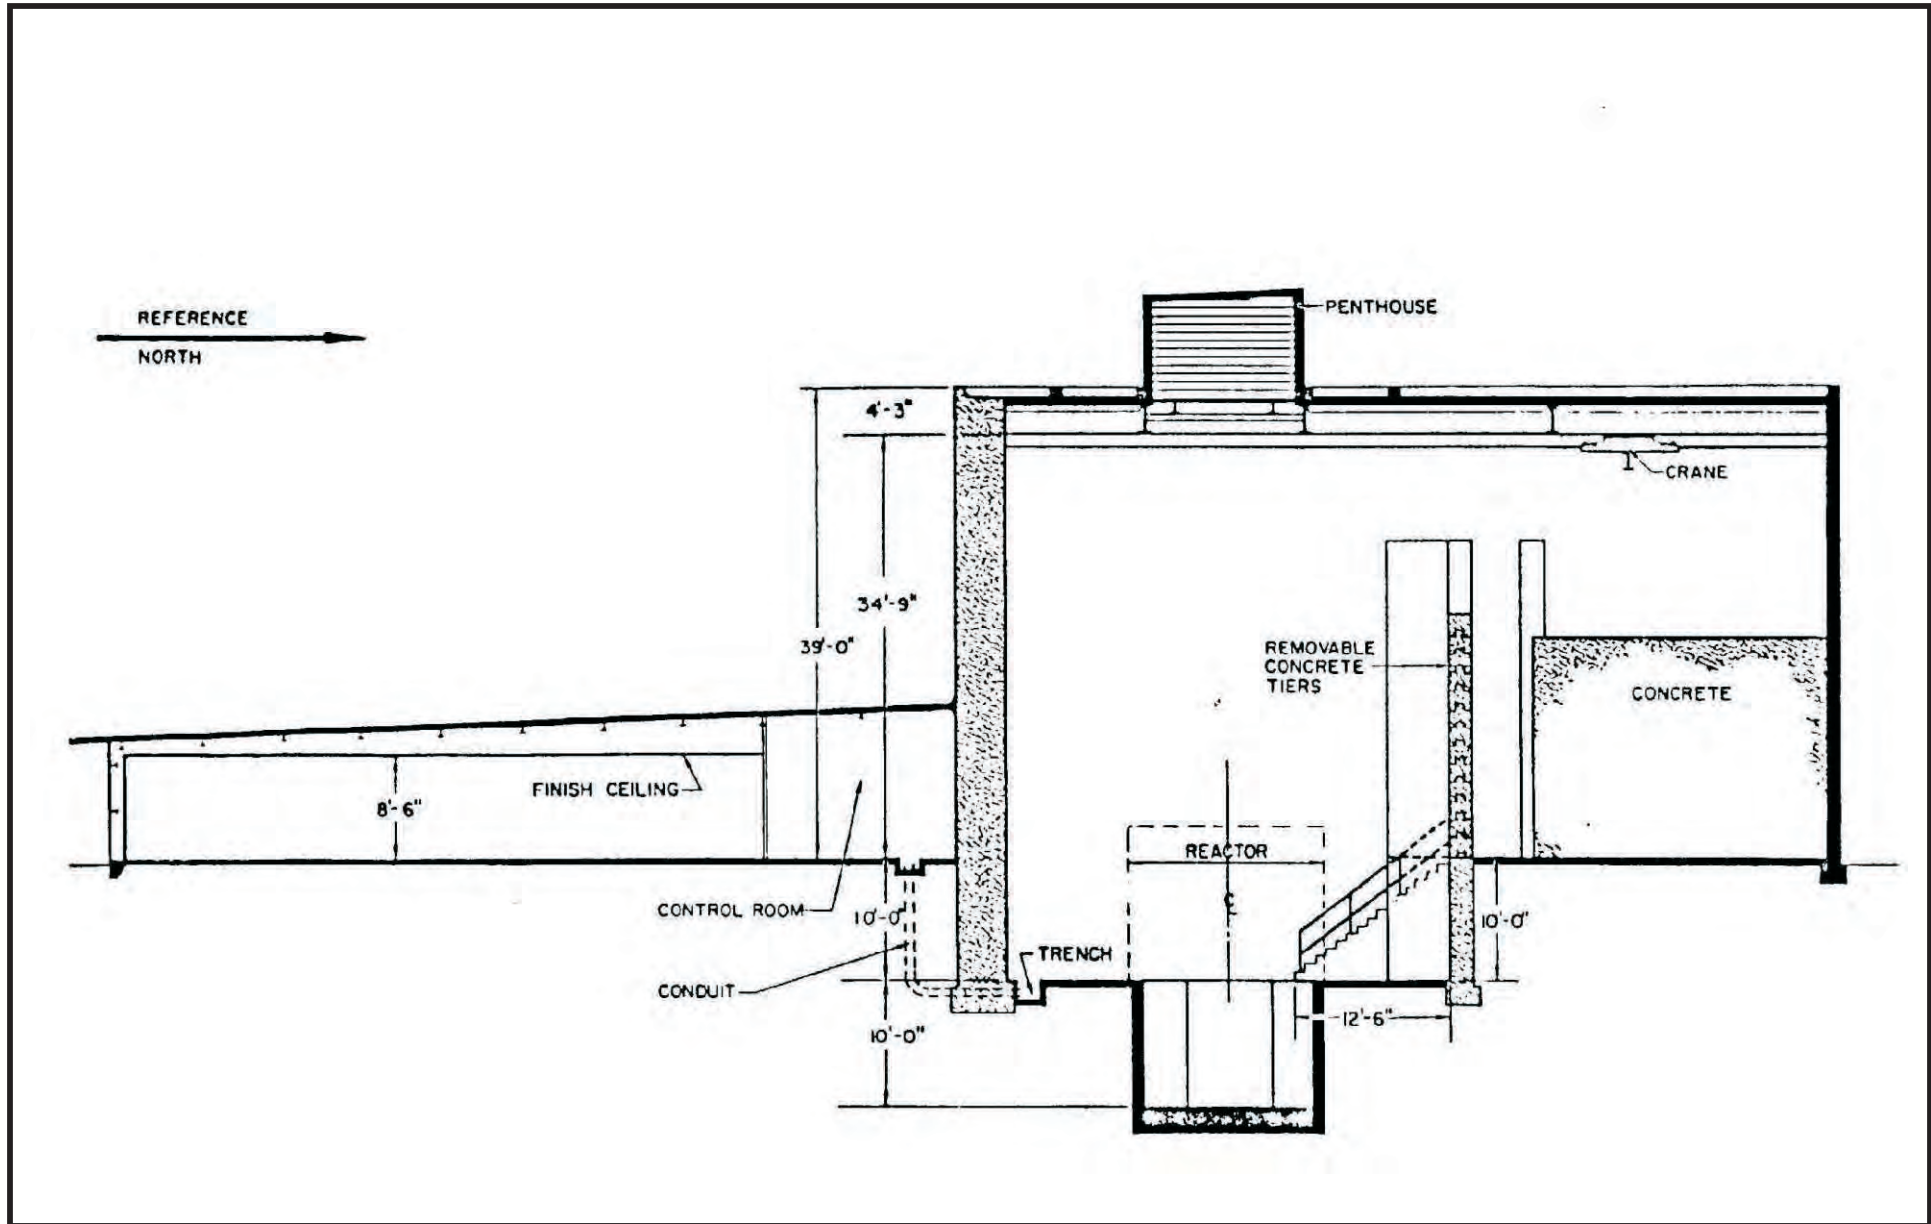 REFERENCE
NORTH
PENTHOUSE
4'-3"
CRANE
34'-9"
39'-0"
REMOVABLE
CONCRETE
TIERS
CONCRETE
FINISH CEILING
8'-6"
REACTOR
℄
CONTROL ROOM
10'-0"
10'-0"
TRENCH
CONDUIT
12'-6"
10'-0"